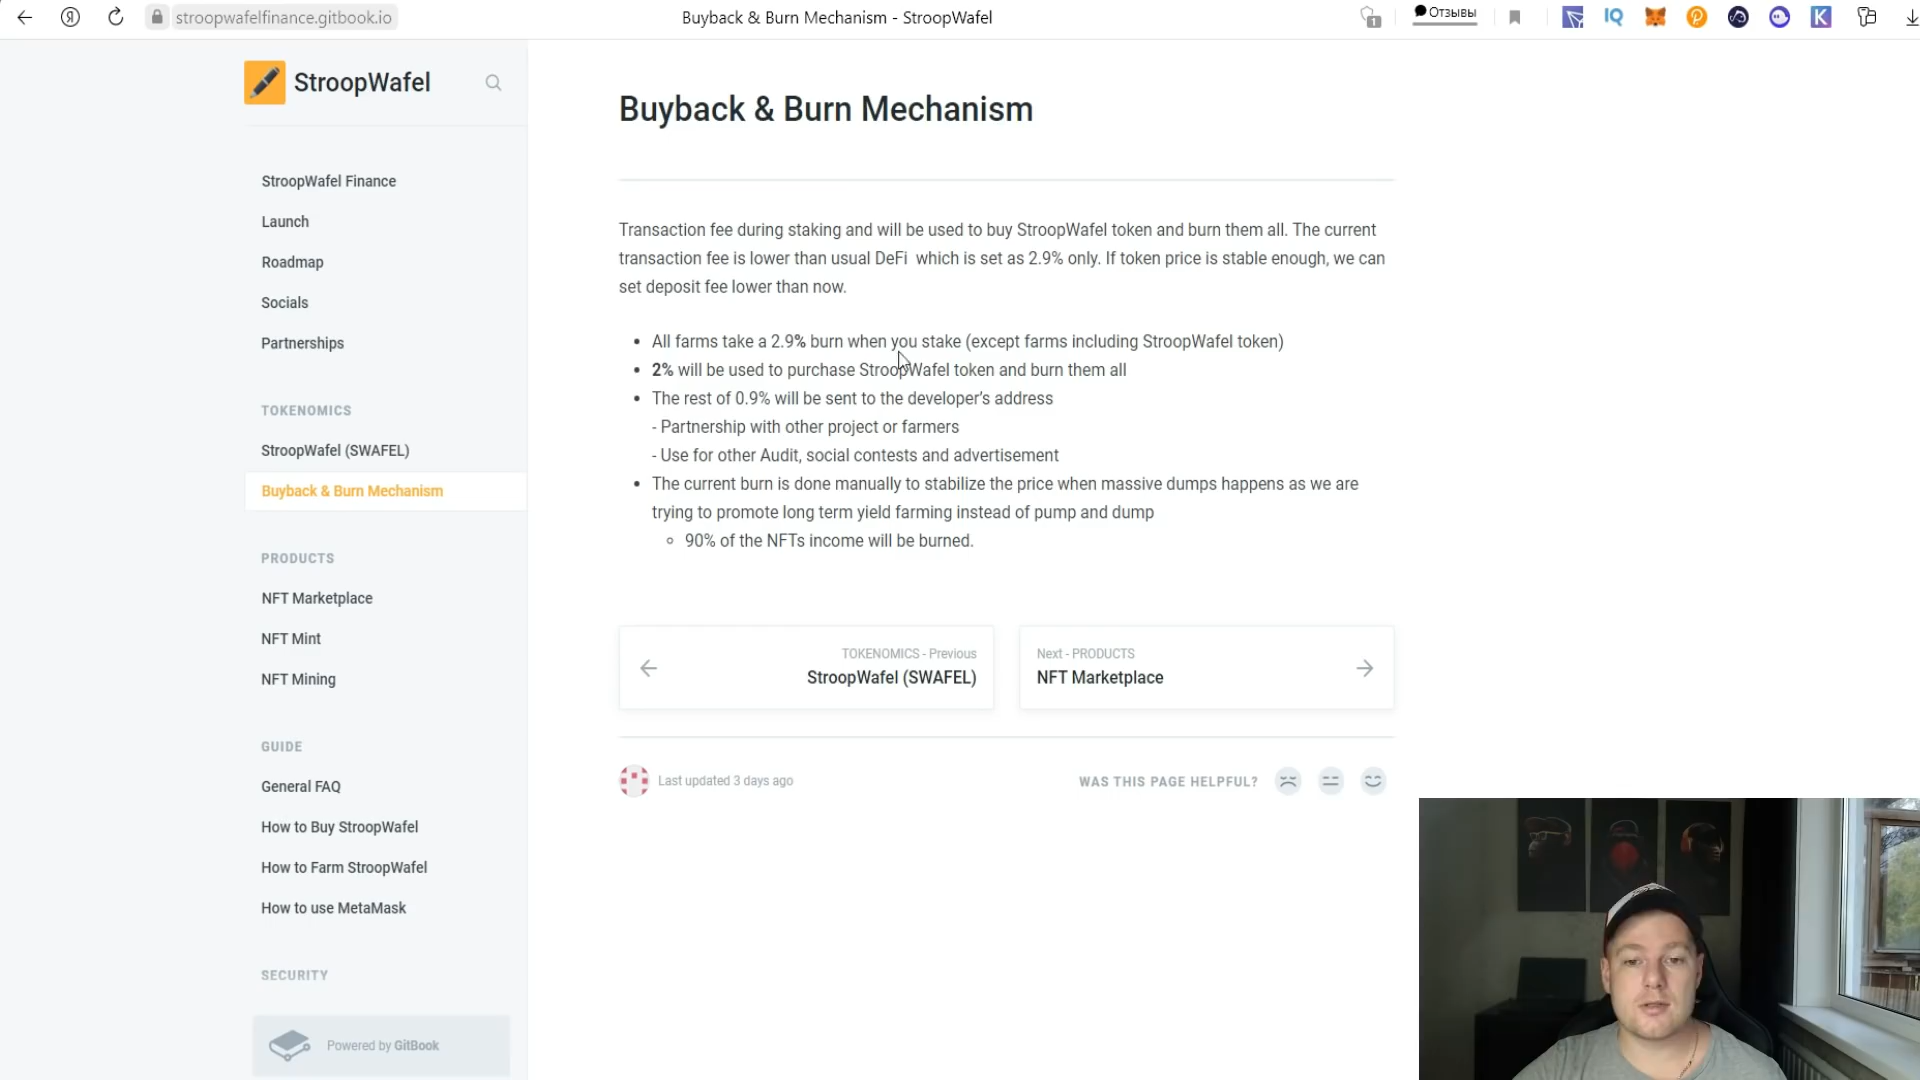 stroopwafelfinance.gitbook.io
Buyback & Burn Mechanism - StroopWafel
1
Отзывы
IQ
K
StroopWafel
StroopWafel Finance
Launch
Roadmap
Socials
Partnerships
TOKENOMICS
StroopWafel (SWAFEL)
Buyback & Burn Mechanism
PRODUCTS
NFT Marketplace
NFT Mint
NFT Mining
GUIDE
General FAQ
How to Buy StroopWafel
How to Farm StroopWafel
How to use MetaMask
SECURITY
Powered by GitBook
Buyback & Burn Mechanism
Transaction fee during staking and will be used to buy StroopWafel token and burn them all. The current
transaction fee is lower than usual DeFi which is set as 2.9% only. If token price is stable enough, we can
set deposit fee lower than now.
• All farms take a 2.9% burn when you stake (except farms including StroopWafel token)
• 2% will be used to purchase StroopWafel token and burn them all
• The rest of 0.9% will be sent to the developer’s address
- Partnership with other project or farmers
- Use for other Audit, social contests and advertisement
• The current burn is done manually to stabilize the price when massive dumps happens as we are
trying to promote long term yield farming instead of pump and dump
◦ 90% of the NFTs income will be burned.
TOKENOMICS - Previous
StroopWafel (SWAFEL)
Next - PRODUCTS
NFT Marketplace
Last updated 3 days ago
WAS THIS PAGE HELPFUL?